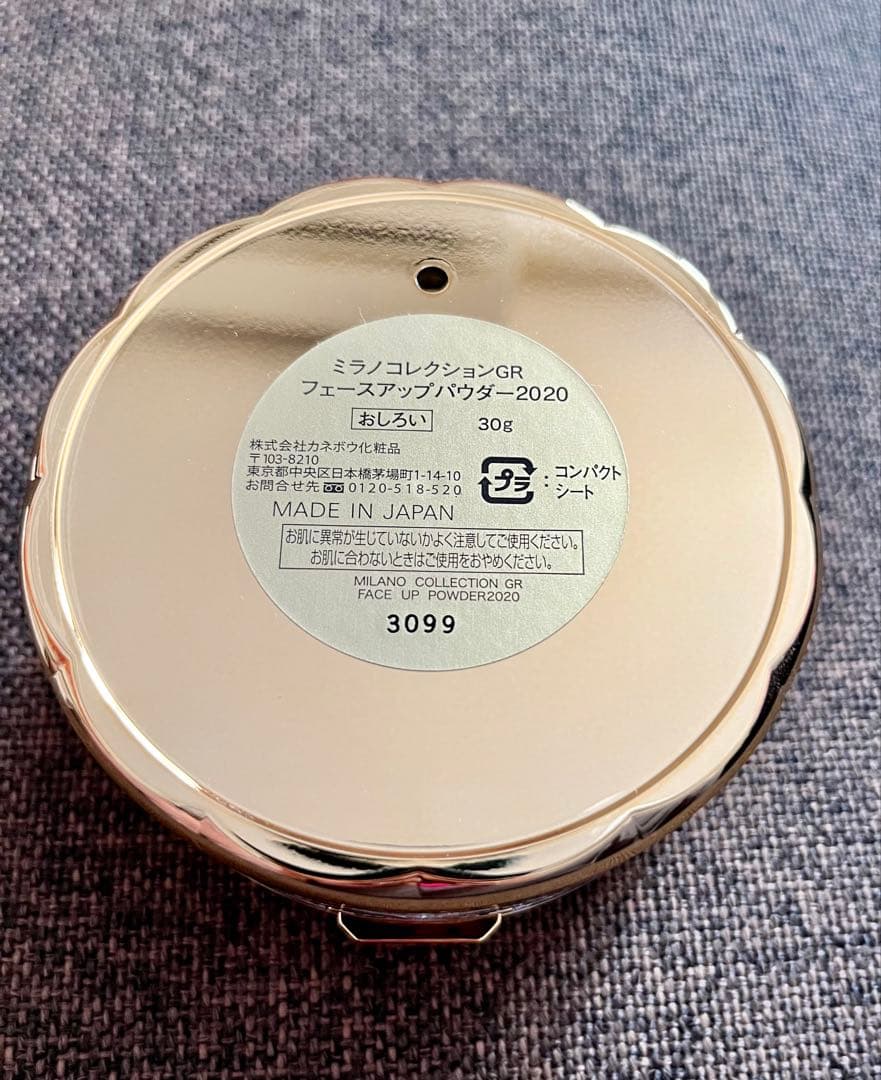 ミラノコレクションGR
フェースアップパウダー2020
おしろい 30g
株式会社カネボウ化粧品
〒103-8210
東京都中央区日本橋茅場町1-14-10
お問合せ先 0120-518-520
プラ : コンパクト
シート
MADE IN JAPAN
お肌に異常が生じていないかよく注意してご使用ください。
お肌に合わないときはご使用をおやめください。
MILANO COLLECTION GR
FACE UP POWDER2020
3099